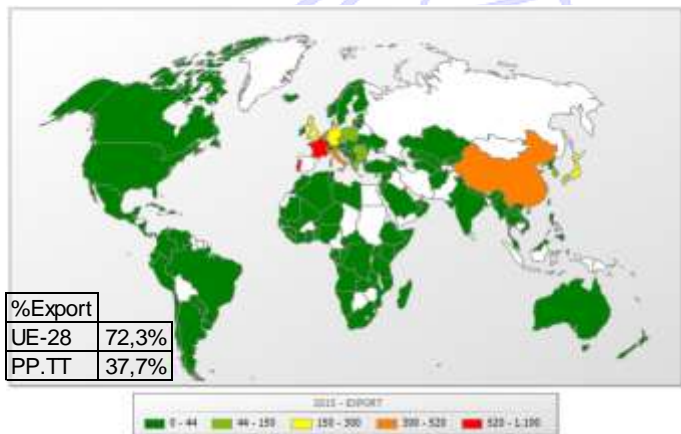 %Export
UE-28 72,3%
PP.TT 37,7%
2015 - EXPORT
0 - 44 44 - 150 150 - 300 300 - 520 520 - 1.100